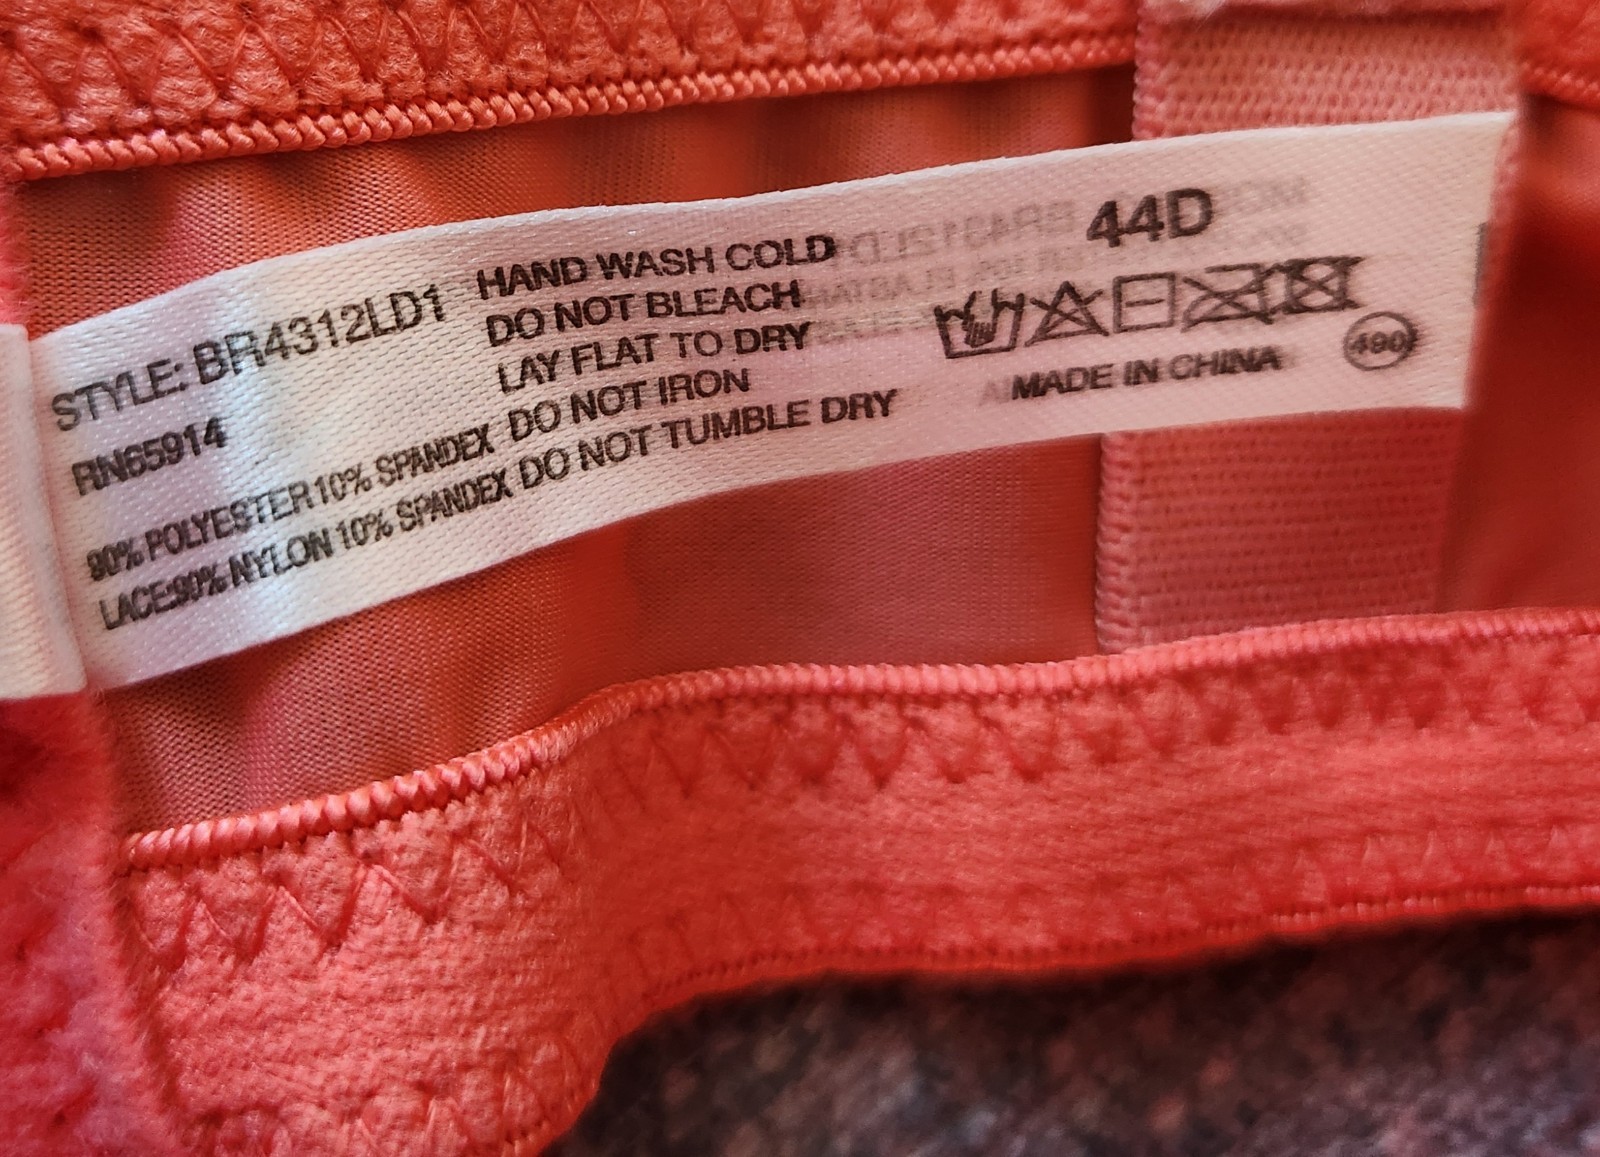 STYLE: BR4312LD1
RN65914
90% POLYESTER 10% SPANDEX
LACE:90% NYLON 10% SPANDEX
HAND WASH COLD
DO NOT BLEACH
LAY FLAT TO DRY
DO NOT IRON
DO NOT TUMBLE DRY
44D
MADE IN CHINA
490